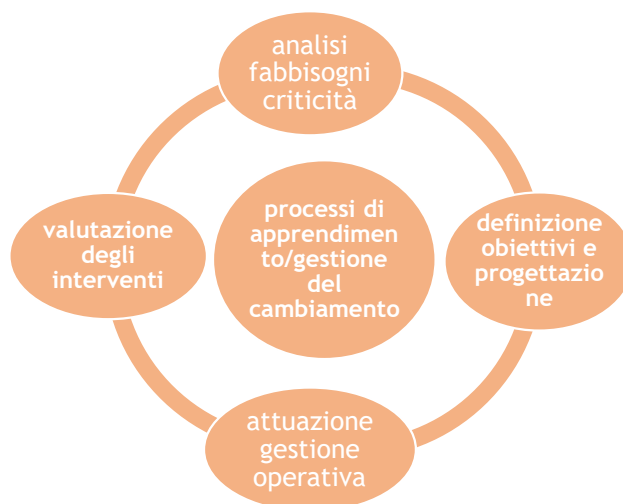 analisi
fabbisogni
criticità
valutazione
degli
interventi
processi di
apprendimen
to/gestione
del
cambiamento
definizione
obiettivi e
progettazio
ne
attuazione
gestione
operativa